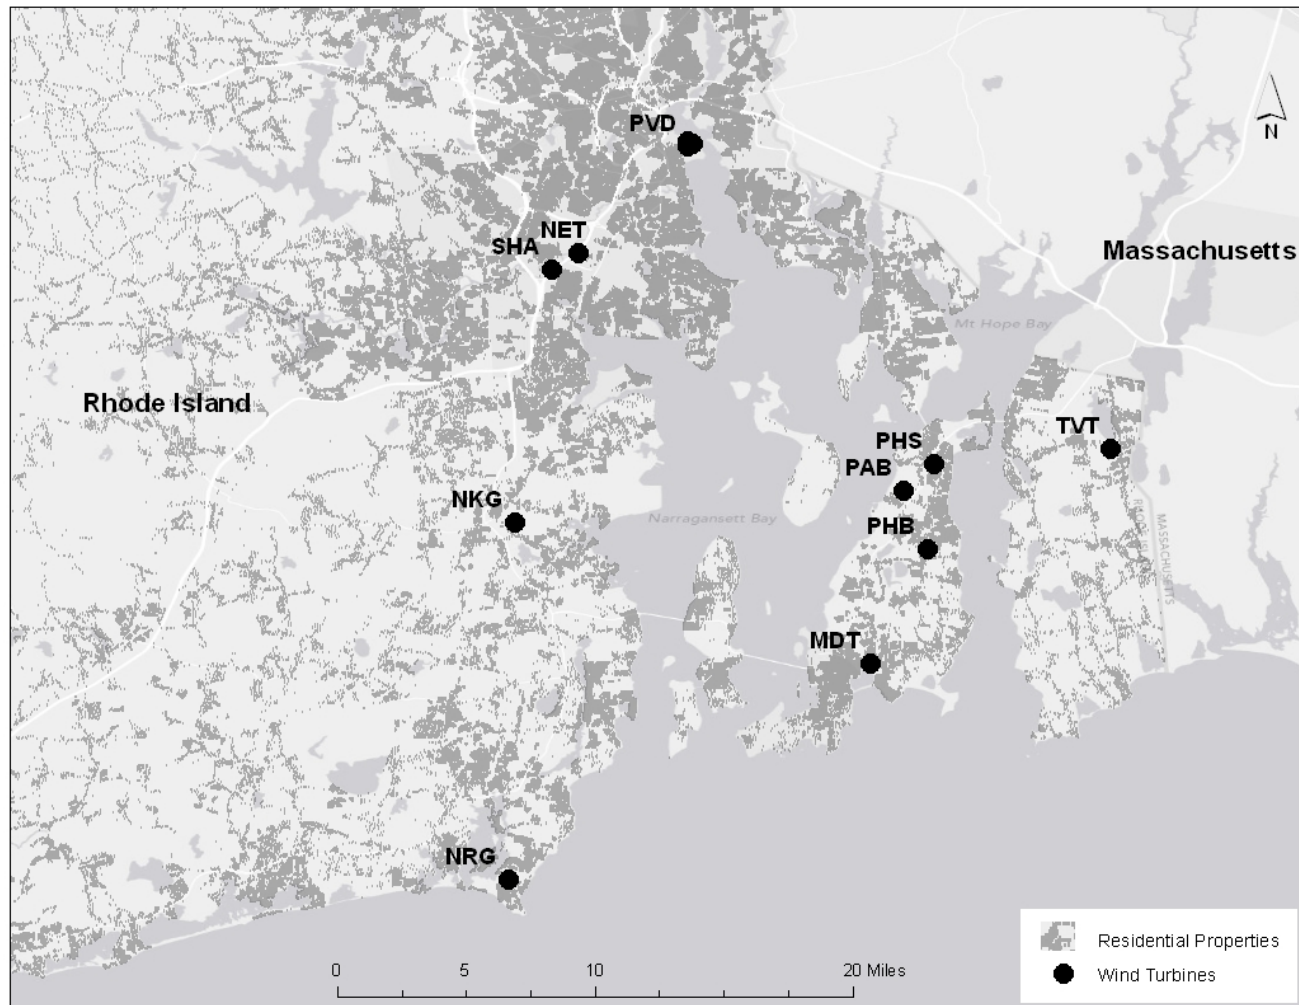 PVD
N
NET
SHA
Massachusetts
Mt Hope Bay
Rhode Island
TVT
PHS
PAB
NKG
Narragansett Bay
PHB
MASSACHUSETTS
MDT
NRG
0 5 10 20 Miles
Residential Properties
Wind Turbines